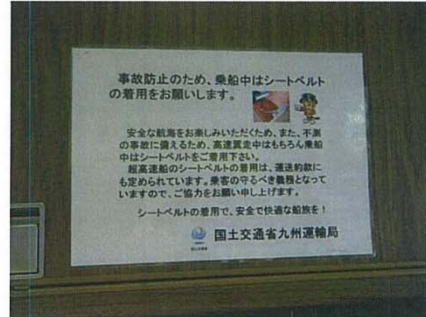 事故防止のため、乗船中はシートベルト
の着用をお願いします。
安全な航海をお楽しみいただくため、また、不測
の事故に備えるため、高速翼走中はもちろん乗船
中はシートベルトをご着用下さい。
超高速船のシートベルトの着用は、運送約款に
も定められています。乗客の守るべき義務となって
いますので、ご協力をお願い申し上げます。
シートベルトの着用で、安全で快適な船旅を！
国土交通省九州運輸局